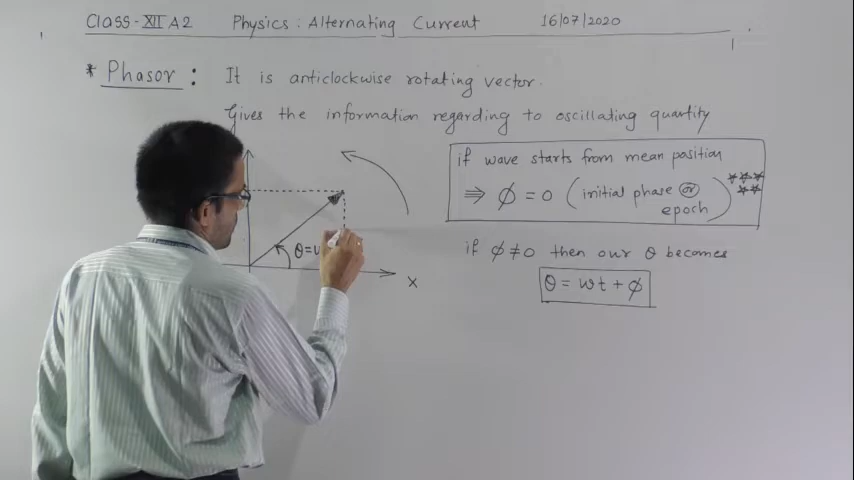 Class-XII A2 Physics: Alternating Current 16/07/2020
* Phasor : It is anticlockwise rotating vector.
Gives the information regarding to oscillating quantity
if wave starts from mean position
⇒ φ = 0 (initial phase or epoch)
if φ ≠ 0 then our θ becomes
θ = wt + φ
θ=
X